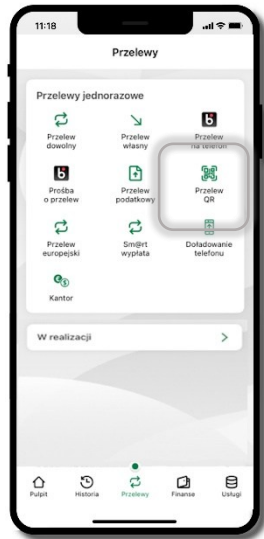 11:18
Przelewy
Przelewy jednorazowe
Przelew
dowolny
Przelew
własny
Przelew
na telefon
Prośba
o przelew
Przelew
podatkowy
Przelew
QR
Przelew
europejski
Sm@rt
wypłata
Doładowanie
telefonu
Kantor
W realizacji
Pulpit
Historia
Przelewy
Finanse
Usługi